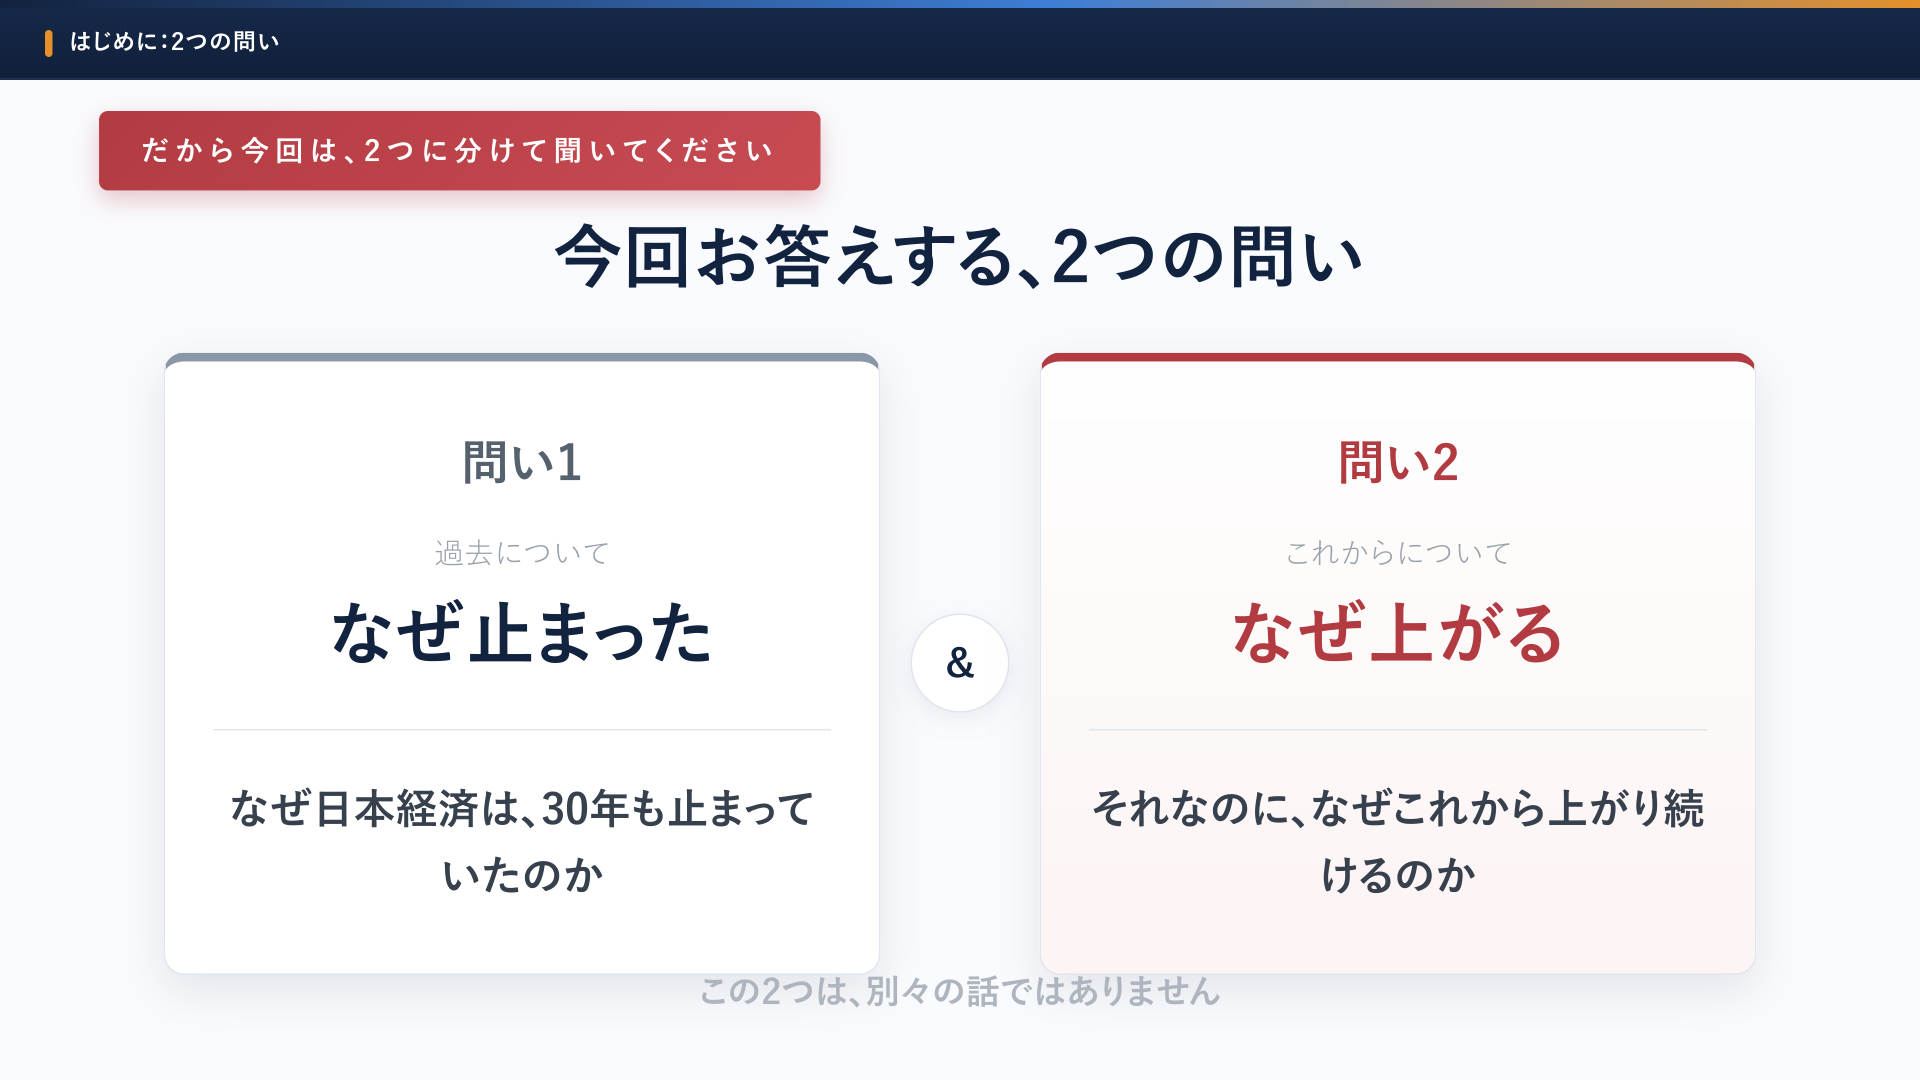 はじめに：2つの問い
だから今回は、2つに分けて聞いてください
今回お答えする、2つの問い
問い1
過去について
なぜ止まった
なぜ日本経済は、30年も止まって
いたのか
&
問い2
これからについて
なぜ上がる
それなのに、なぜこれから上がり続
けるのか
この2つは、別々の話ではありません